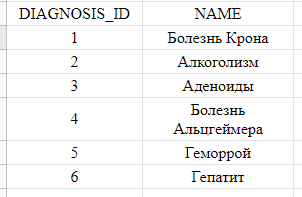 DIAGNOSIS_ID NAME
1 Болезнь Крона
2 Алкоголизм
3 Аденоиды
4 Болезнь
Альцгеймера
5 Геморрой
6 Гепатит